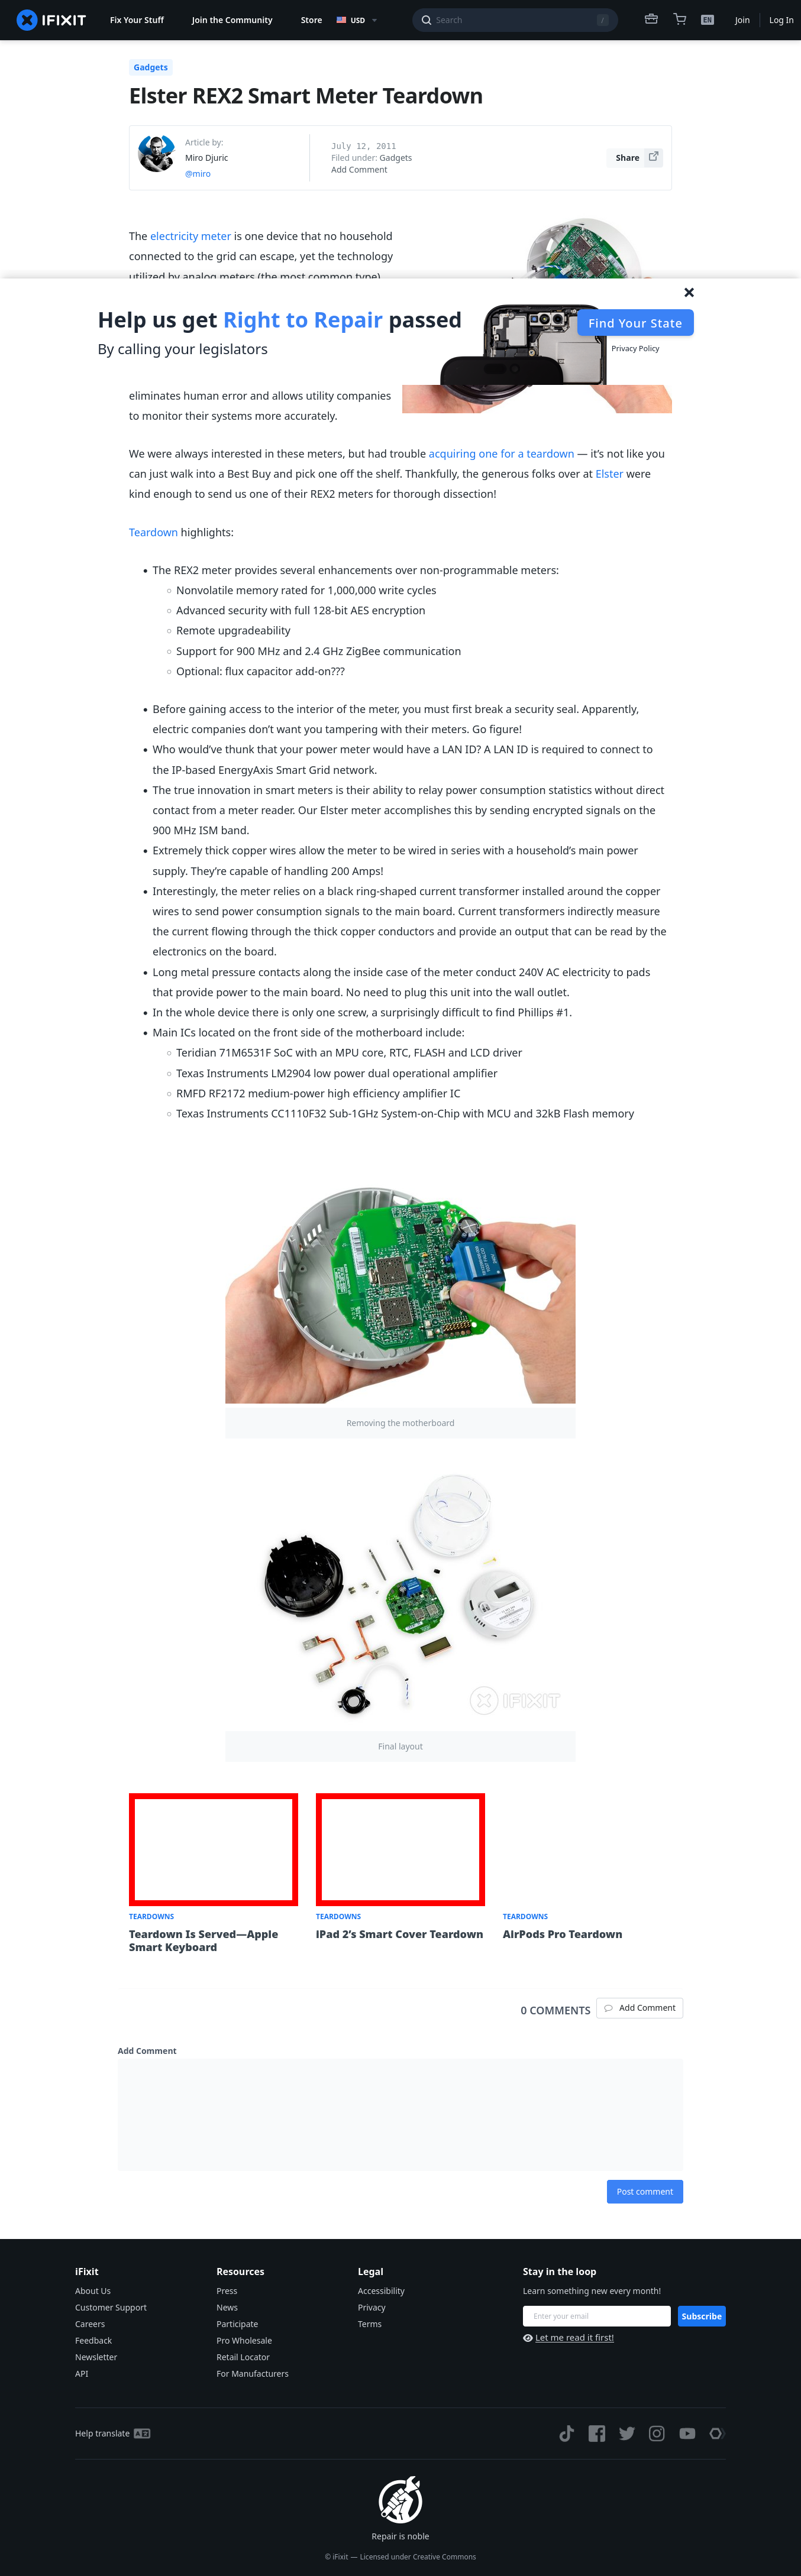 IFIXIT
Fix Your Stuff
Join the Community
Store
USD
Search
/
EN
Join
Log In
Gadgets
Elster REX2 Smart Meter Teardown
Article by:
Miro Djuric
@miro
July 12, 2011
Filed under: Gadgets
Add Comment
Share
The electricity meter is one device that no household
connected to the grid can escape, yet the technology
utilized by analog meters (the most common type)
Help us get Right to Repair passed
By calling your legislators
Find Your State
Privacy Policy
eliminates human error and allows utility companies
to monitor their systems more accurately.
We were always interested in these meters, but had trouble acquiring one for a teardown — it’s not like you
can just walk into a Best Buy and pick one off the shelf. Thankfully, the generous folks over at Elster were
kind enough to send us one of their REX2 meters for thorough dissection!
Teardown highlights:
The REX2 meter provides several enhancements over non-programmable meters:
Nonvolatile memory rated for 1,000,000 write cycles
Advanced security with full 128-bit AES encryption
Remote upgradeability
Support for 900 MHz and 2.4 GHz ZigBee communication
Optional: flux capacitor add-on???
Before gaining access to the interior of the meter, you must first break a security seal. Apparently,
electric companies don’t want you tampering with their meters. Go figure!
Who would’ve thunk that your power meter would have a LAN ID? A LAN ID is required to connect to
the IP-based EnergyAxis Smart Grid network.
The true innovation in smart meters is their ability to relay power consumption statistics without direct
contact from a meter reader. Our Elster meter accomplishes this by sending encrypted signals on the
900 MHz ISM band.
Extremely thick copper wires allow the meter to be wired in series with a household’s main power
supply. They’re capable of handling 200 Amps!
Interestingly, the meter relies on a black ring-shaped current transformer installed around the copper
wires to send power consumption signals to the main board. Current transformers indirectly measure
the current flowing through the thick copper conductors and provide an output that can be read by the
electronics on the board.
Long metal pressure contacts along the inside case of the meter conduct 240V AC electricity to pads
that provide power to the main board. No need to plug this unit into the wall outlet.
In the whole device there is only one screw, a surprisingly difficult to find Phillips #1.
Main ICs located on the front side of the motherboard include:
Teridian 71M6531F SoC with an MPU core, RTC, FLASH and LCD driver
Texas Instruments LM2904 low power dual operational amplifier
RMFD RF2172 medium-power high efficiency amplifier IC
Texas Instruments CC1110F32 Sub-1GHz System-on-Chip with MCU and 32kB Flash memory
Removing the motherboard
IFIXIT
Final layout
TEARDOWNS
Teardown Is Served—Apple
Smart Keyboard
TEARDOWNS
iPad 2’s Smart Cover Teardown
TEARDOWNS
AirPods Pro Teardown
0 COMMENTS
Add Comment
Add Comment
Post comment
iFixit
About Us
Customer Support
Careers
Feedback
Newsletter
API
Resources
Press
News
Participate
Pro Wholesale
Retail Locator
For Manufacturers
Legal
Accessibility
Privacy
Terms
Stay in the loop
Learn something new every month!
Enter your email
Subscribe
Let me read it first!
Help translate
Repair is noble
© iFixit — Licensed under Creative Commons